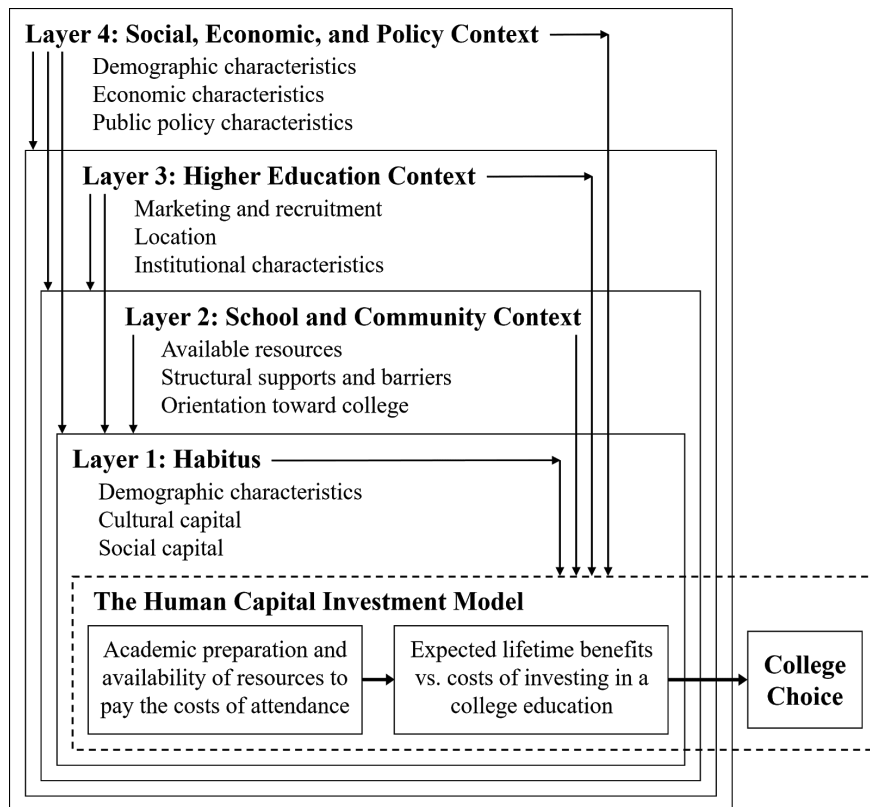 Layer 4: Social, Economic, and Policy Context
Demographic characteristics
Economic characteristics
Public policy characteristics
Layer 3: Higher Education Context
Marketing and recruitment
Location
Institutional characteristics
Layer 2: School and Community Context
Available resources
Structural supports and barriers
Orientation toward college
Layer 1: Habitus
Demographic characteristics
Cultural capital
Social capital
The Human Capital Investment Model
Academic preparation and
availability of resources to
pay the costs of attendance
Expected lifetime benefits
vs. costs of investing in a
college education
College
Choice